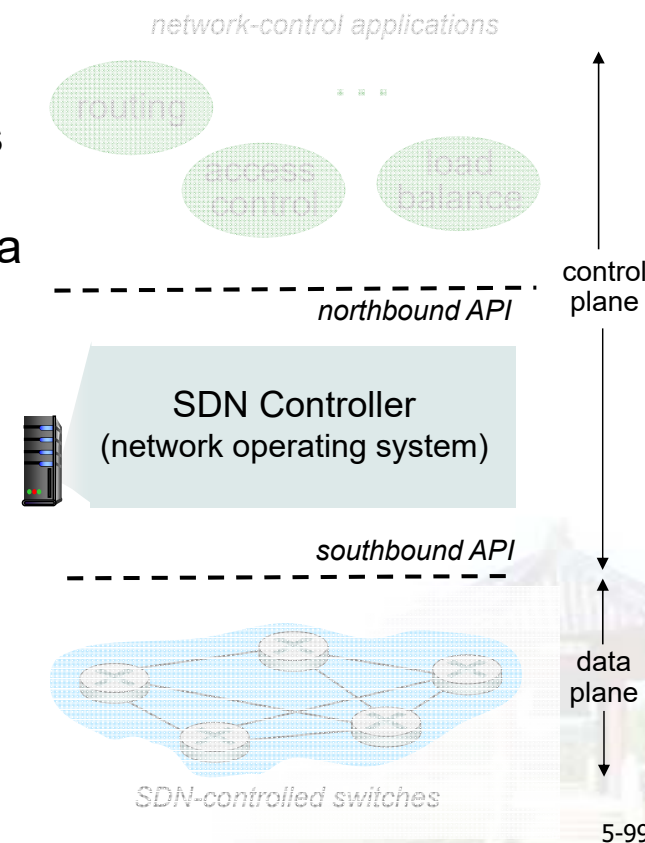 network-control applications
routing
. . .
s
access
control
load
balance
a
control
plane
northbound API
SDN Controller
(network operating system)
southbound API
data
plane
SDN-controlled switches
5-99